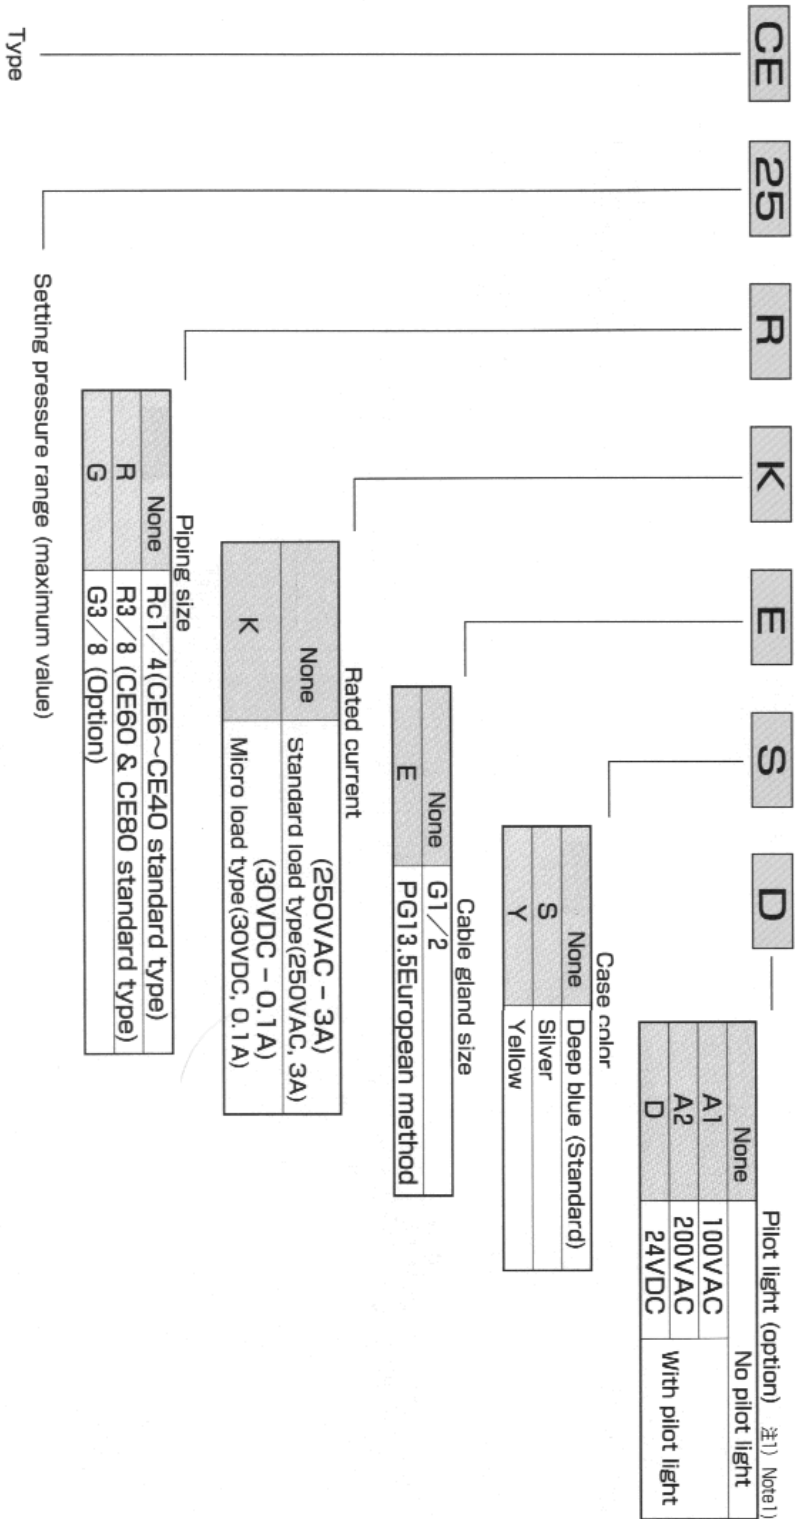 CE 25 R K E S D
Pilot light (option) 注1) Note1)
None No pilot light
A1 100VAC With pilot light
A2 200VAC
D 24VDC
Case color
None Deep blue (Standard)
S Silver
Y Yellow
Cable gland size
None G1/2
E PG13.5European method
Rated current
None (250VAC – 3A)
Standard load type(250VAC, 3A)
K (30VDC – 0.1A)
Micro load type(30VDC, 0.1A)
Piping size
None Rc1/4(CE6~CE40 standard type)
R R3/8 (CE60 & CE80 standard type)
G G3/8 (Option)
Setting pressure range (maximum value)
Type